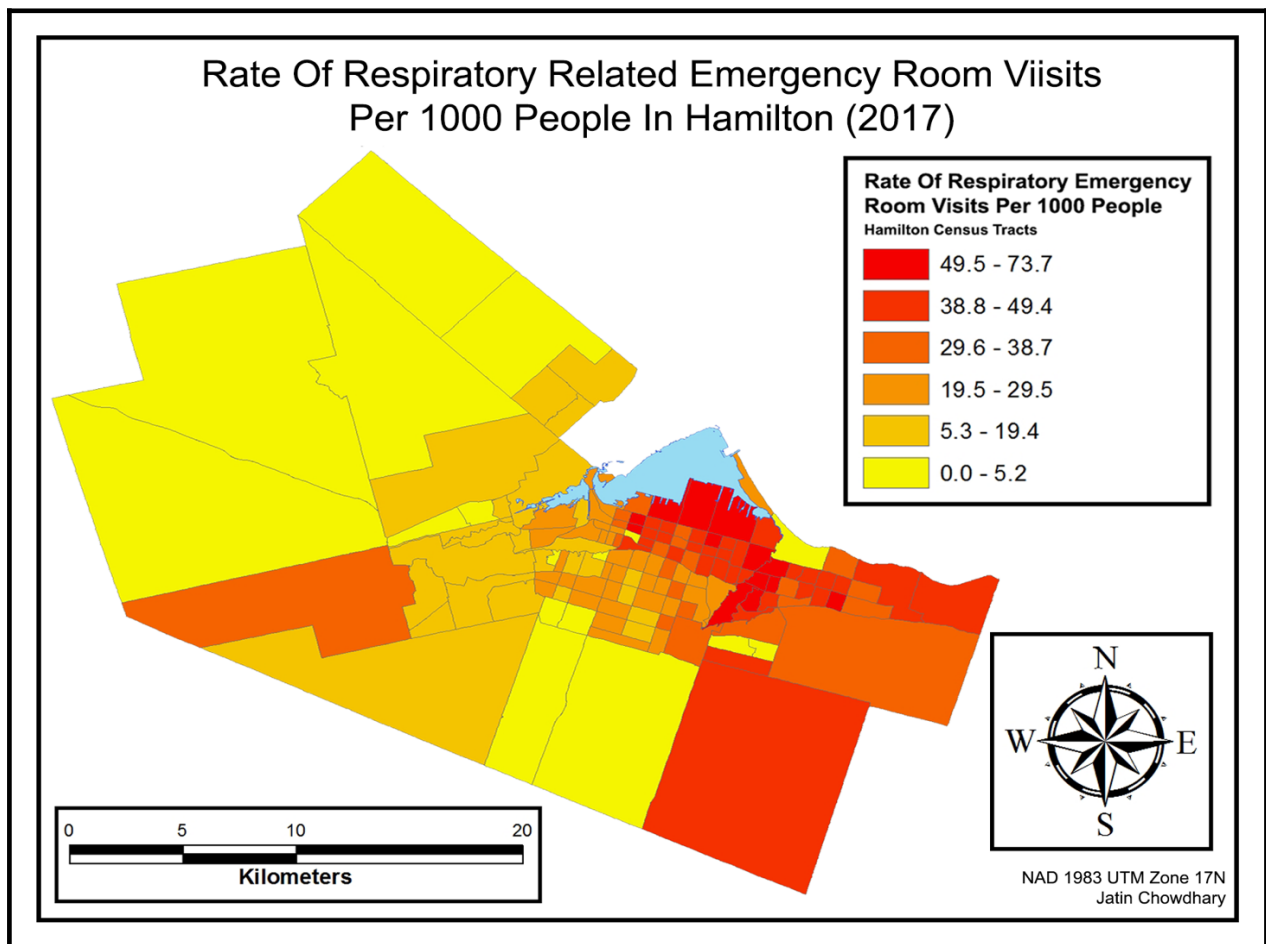 Rate Of Respiratory Related Emergency Room Viisits
Per 1000 People In Hamilton (2017)
Rate Of Respiratory Emergency
Room Visits Per 1000 People
Hamilton Census Tracts
49.5 - 73.7
38.8 - 49.4
29.6 - 38.7
19.5 - 29.5
5.3 - 19.4
0.0 - 5.2
N
W E
S
0 5 10 20
Kilometers
NAD 1983 UTM Zone 17N
Jatin Chowdhary